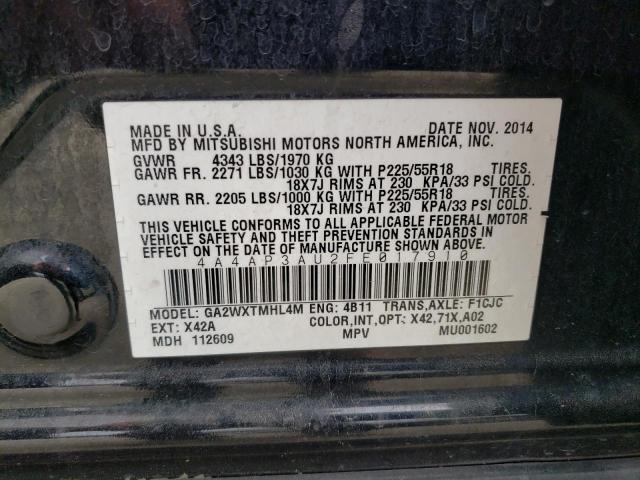 MADE IN U.S.A. DATE NOV. 2014
MFD BY MITSUBISHI MOTORS NORTH AMERICA, INC.
GVWR 4343 LBS/1970 KG
GAWR FR. 2271 LBS/1030 KG WITH P225/55R18 TIRES.
18X7J RIMS AT 230 KPA/33 PSI COLD.
GAWR RR. 2205 LBS/1000 KG WITH P225/55R18 TIRES.
18X7J RIMS AT 230 KPA/33 PSI COLD.
THIS VEHICLE CONFORMS TO ALL APPLICABLE FEDERAL MOTOR
VEHICLE SAFETY AND THEFT PREVENTION STANDARDS IN
EFFECT ON THE DATE OF MANUFACTURE SHOWN ABOVE.
4A4AP3AU2FE017910
MODEL: GA2WXTMHL4M ENG: 4B11 TRANS,AXLE: F1CJC
EXT: X42A COLOR,INT,OPT: X42,71X,A02
MDH 112609 MPV MU001602